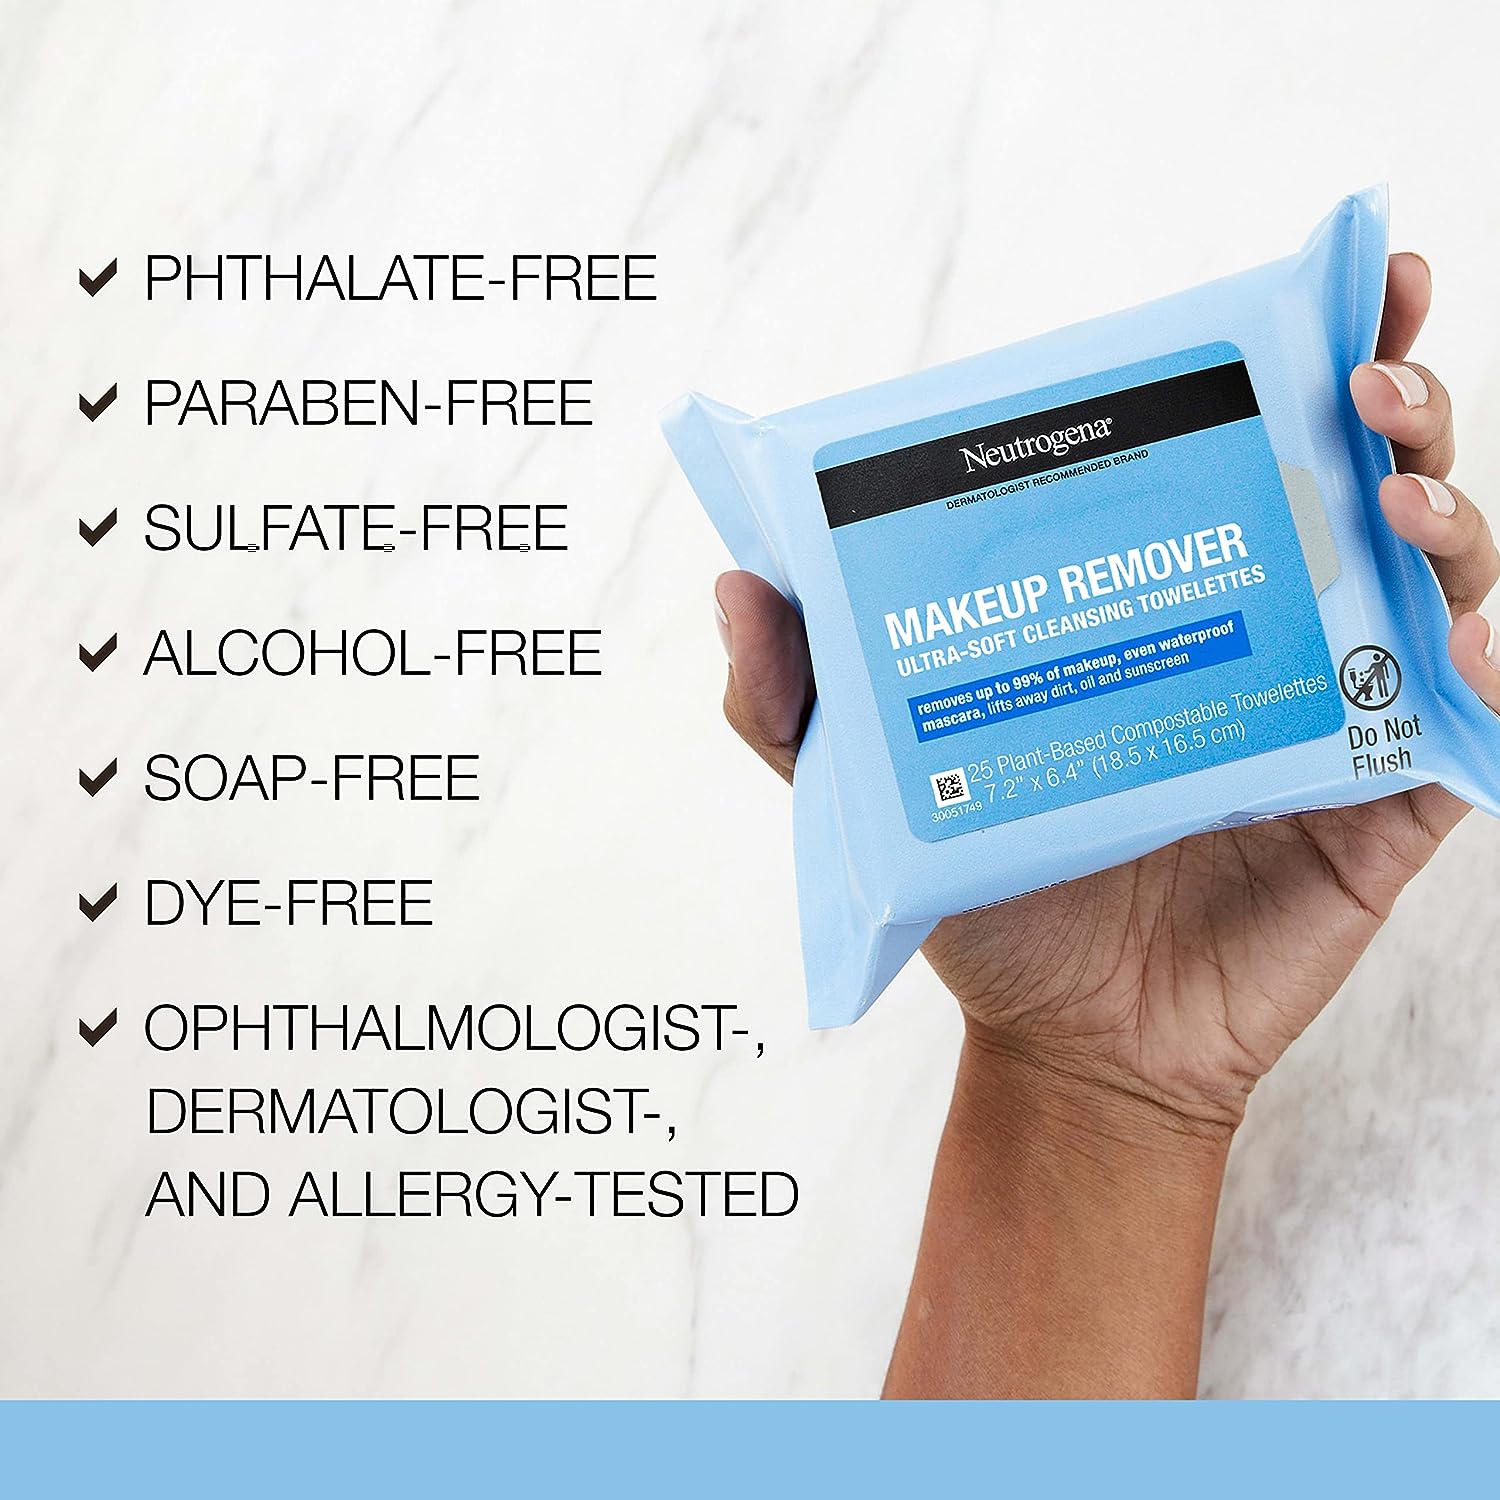 PHTHALATE-FREE
PARABEN-FREE
SULFATE-FREE
ALCOHOL-FREE
SOAP-FREE
DYE-FREE
OPHTHALMOLOGIST-,
DERMATOLOGIST-,
AND ALLERGY-TESTED
Neutrogena®
DERMATOLOGIST RECOMMENDED BRAND
MAKEUP REMOVER
ULTRA-SOFT CLEANSING TOWELETTES
removes up to 99% of makeup, even waterproof
mascara, lifts away dirt, oil and sunscreen
25 Plant-Based Compostable Towelettes
7.2" x 6.4" (18.5 x 16.5 cm)
30051749
Do Not
Flush